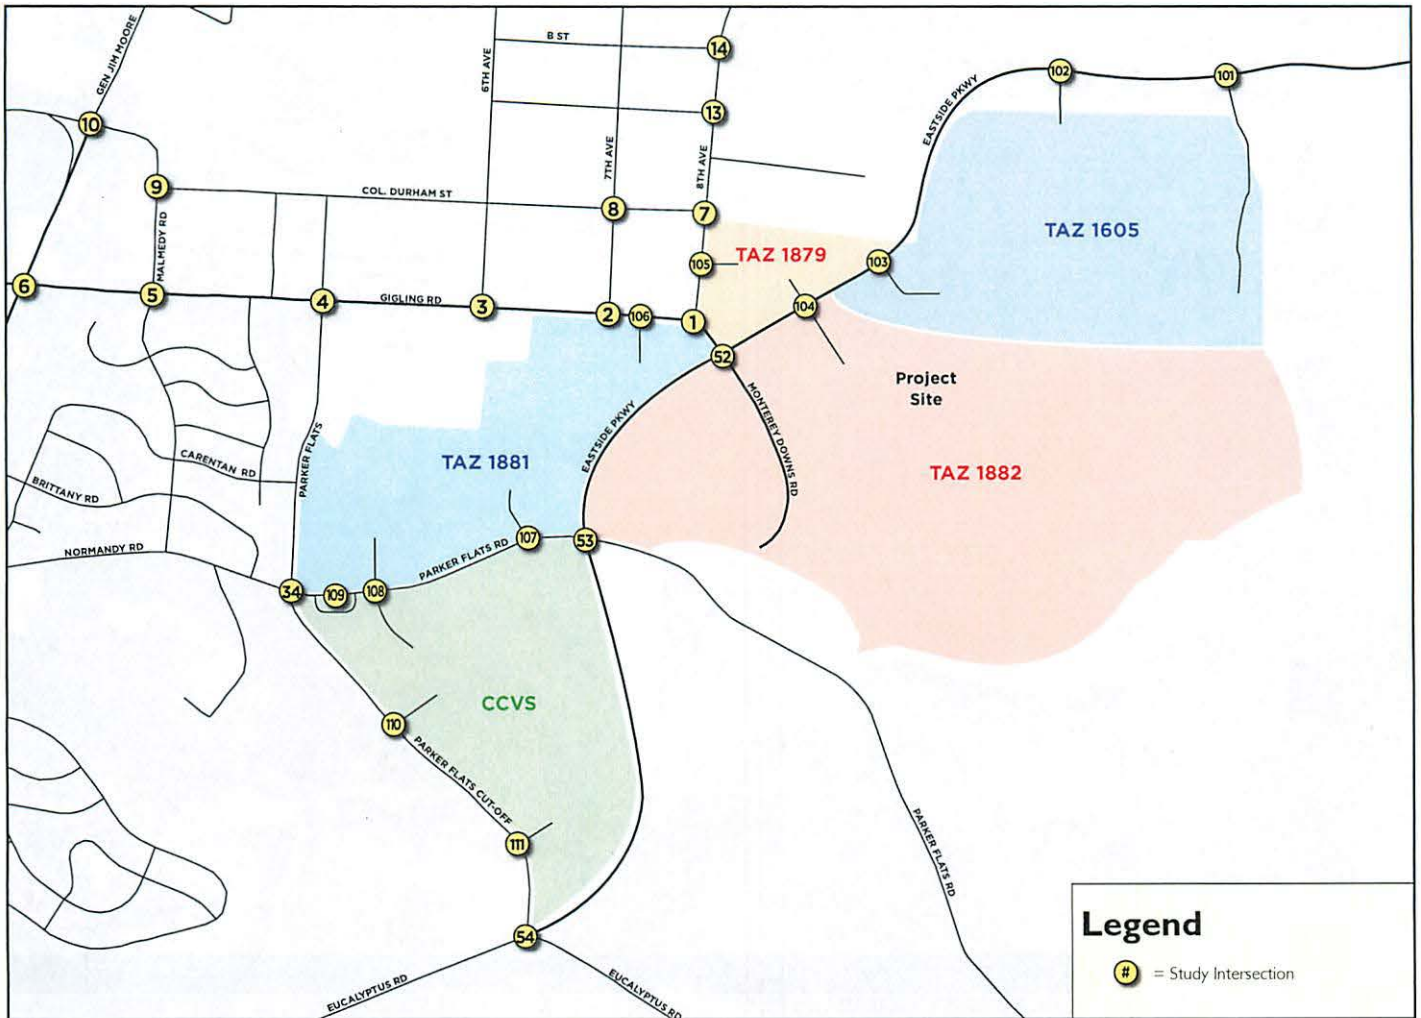 GEN JIM MOORE
6TH AVE
B ST
14
102
101
10
13
EASTSIDE PKWY
7TH AVE
8TH AVE
9
COL. DURHAM ST
8
7
TAZ 1605
MALMEDY RD
105
TAZ 1879
103
6
5
4
GIGLING RD
3
2
106
1
104
52
Project
Site
MONTEREY DOWNS RD
EASTSIDE PKWY
PARKER FLATS
CARENTAN RD
TAZ 1881
TAZ 1882
BRITTANY RD
NORMANDY RD
107
53
PARKER FLATS RD
34
109
108
CCVS
110
PARKER FLATS CUT-OFF
111
PARKER FLATS RD
54
EUCALYPTUS RD
EUCALYPTUS RD
Legend
# = Study Intersection